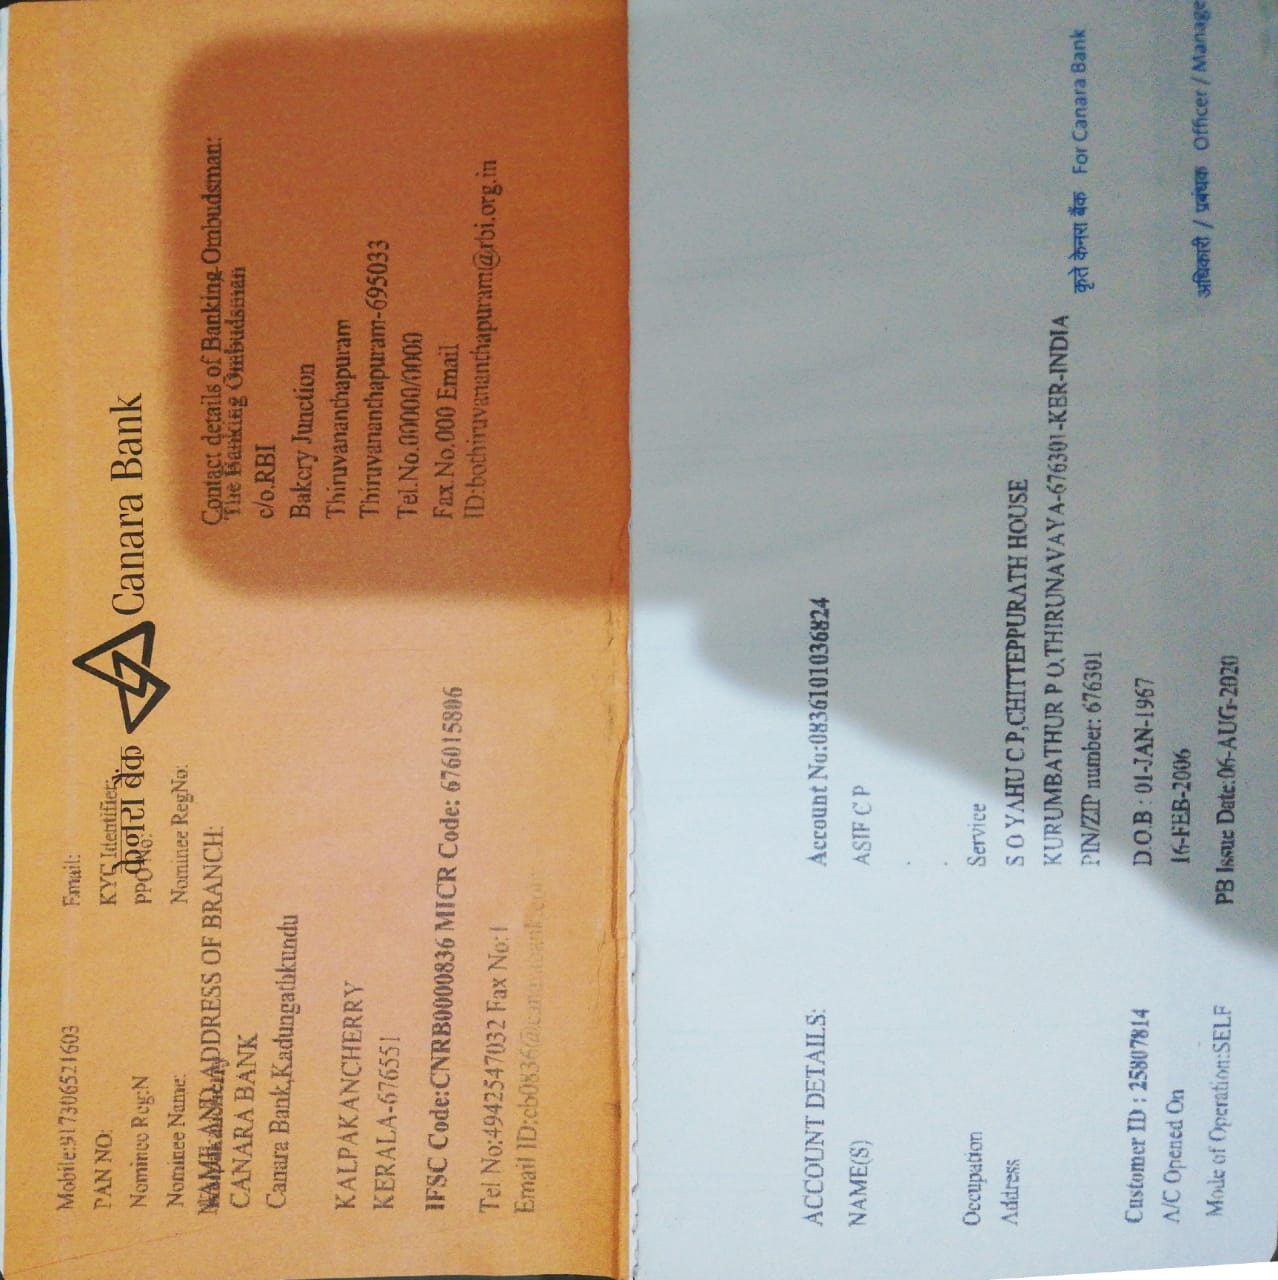 केनरा बैंक Canara Bank
Mobile:917306521603 Email:
PAN NO: KYC Identifier:
Nominee Reg:N PPO No:
Nominee Name: Nominee RegNo:
NAME AND ADDRESS OF BRANCH:
CANARA BANK
Canara Bank,Kadungathkundu
KALPAKANCHERRY
KERALA-676551
IFSC Code:CNRB0000836 MICR Code: 676015806
Tel No:4942547032 Fax No:1
Email ID:cb0836@canarabank.com
Contact details of Banking Ombudsman:
The Banking Ombudsman
c/o.RBI
Bakery Junction
Thiruvananthapuram
Thiruvananthapuram-695033
Tel.No.00000/0000
Fax.No.000 Email
ID:bothiruvananthapuram@rbi.org.in
ACCOUNT DETAILS: Account No:0836101036824
NAME(S) ASIF C P
.
.
Occupation Service
Address S O YAHU C P,CHITTEPPURATH HOUSE
KURUMBATHUR P O,THIRUNAVAYA-676301-KER-INDIA
PIN/ZIP number: 676301
कृते केनरा बैंक For Canara Bank
Customer ID : 25807814 D.O.B : 01-JAN-1967
A/C Opened On 16-FEB-2006
Mode of Operation:SELF PB Issue Date:06-AUG-2020
अधिकारी / प्रबंधक Officer / Manage